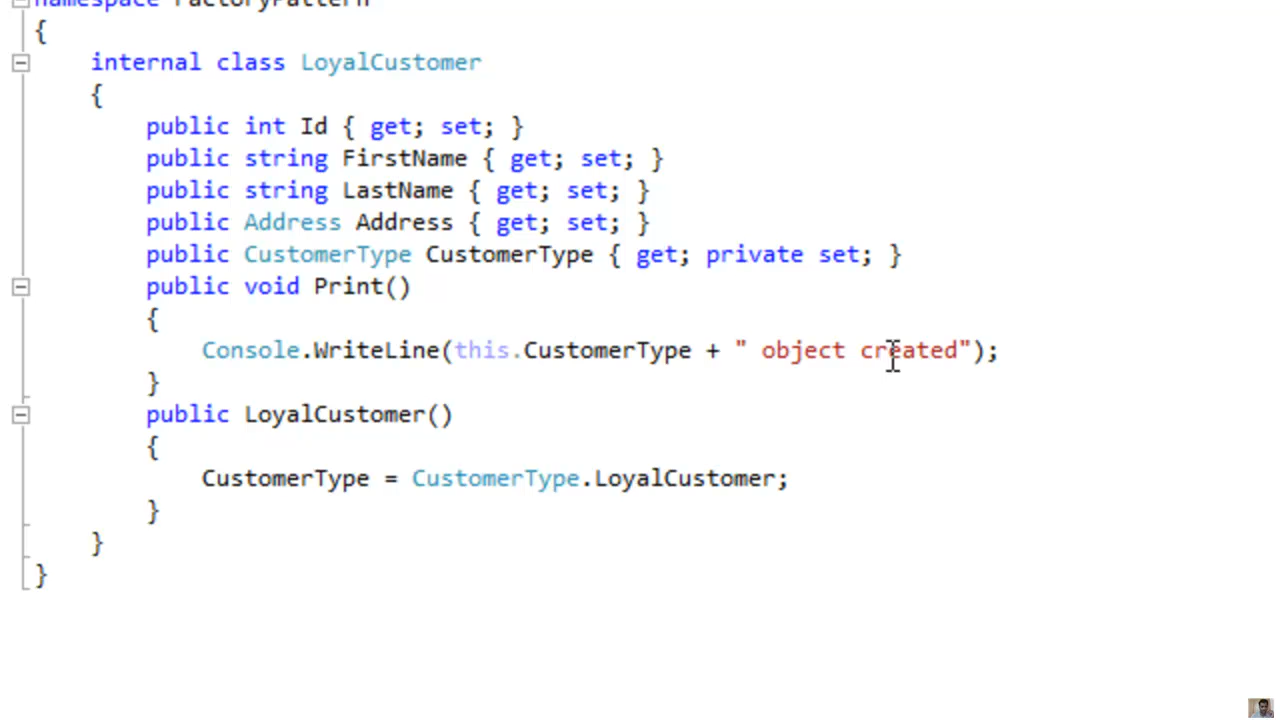 namespace FactoryPattern
{
internal class LoyalCustomer
{
public int Id { get; set; }
public string FirstName { get; set; }
public string LastName { get; set; }
public Address Address { get; set; }
public CustomerType CustomerType { get; private set; }
public void Print()
{
Console.WriteLine(this.CustomerType + " object created");
}
public LoyalCustomer()
{
CustomerType = CustomerType.LoyalCustomer;
}
}
}